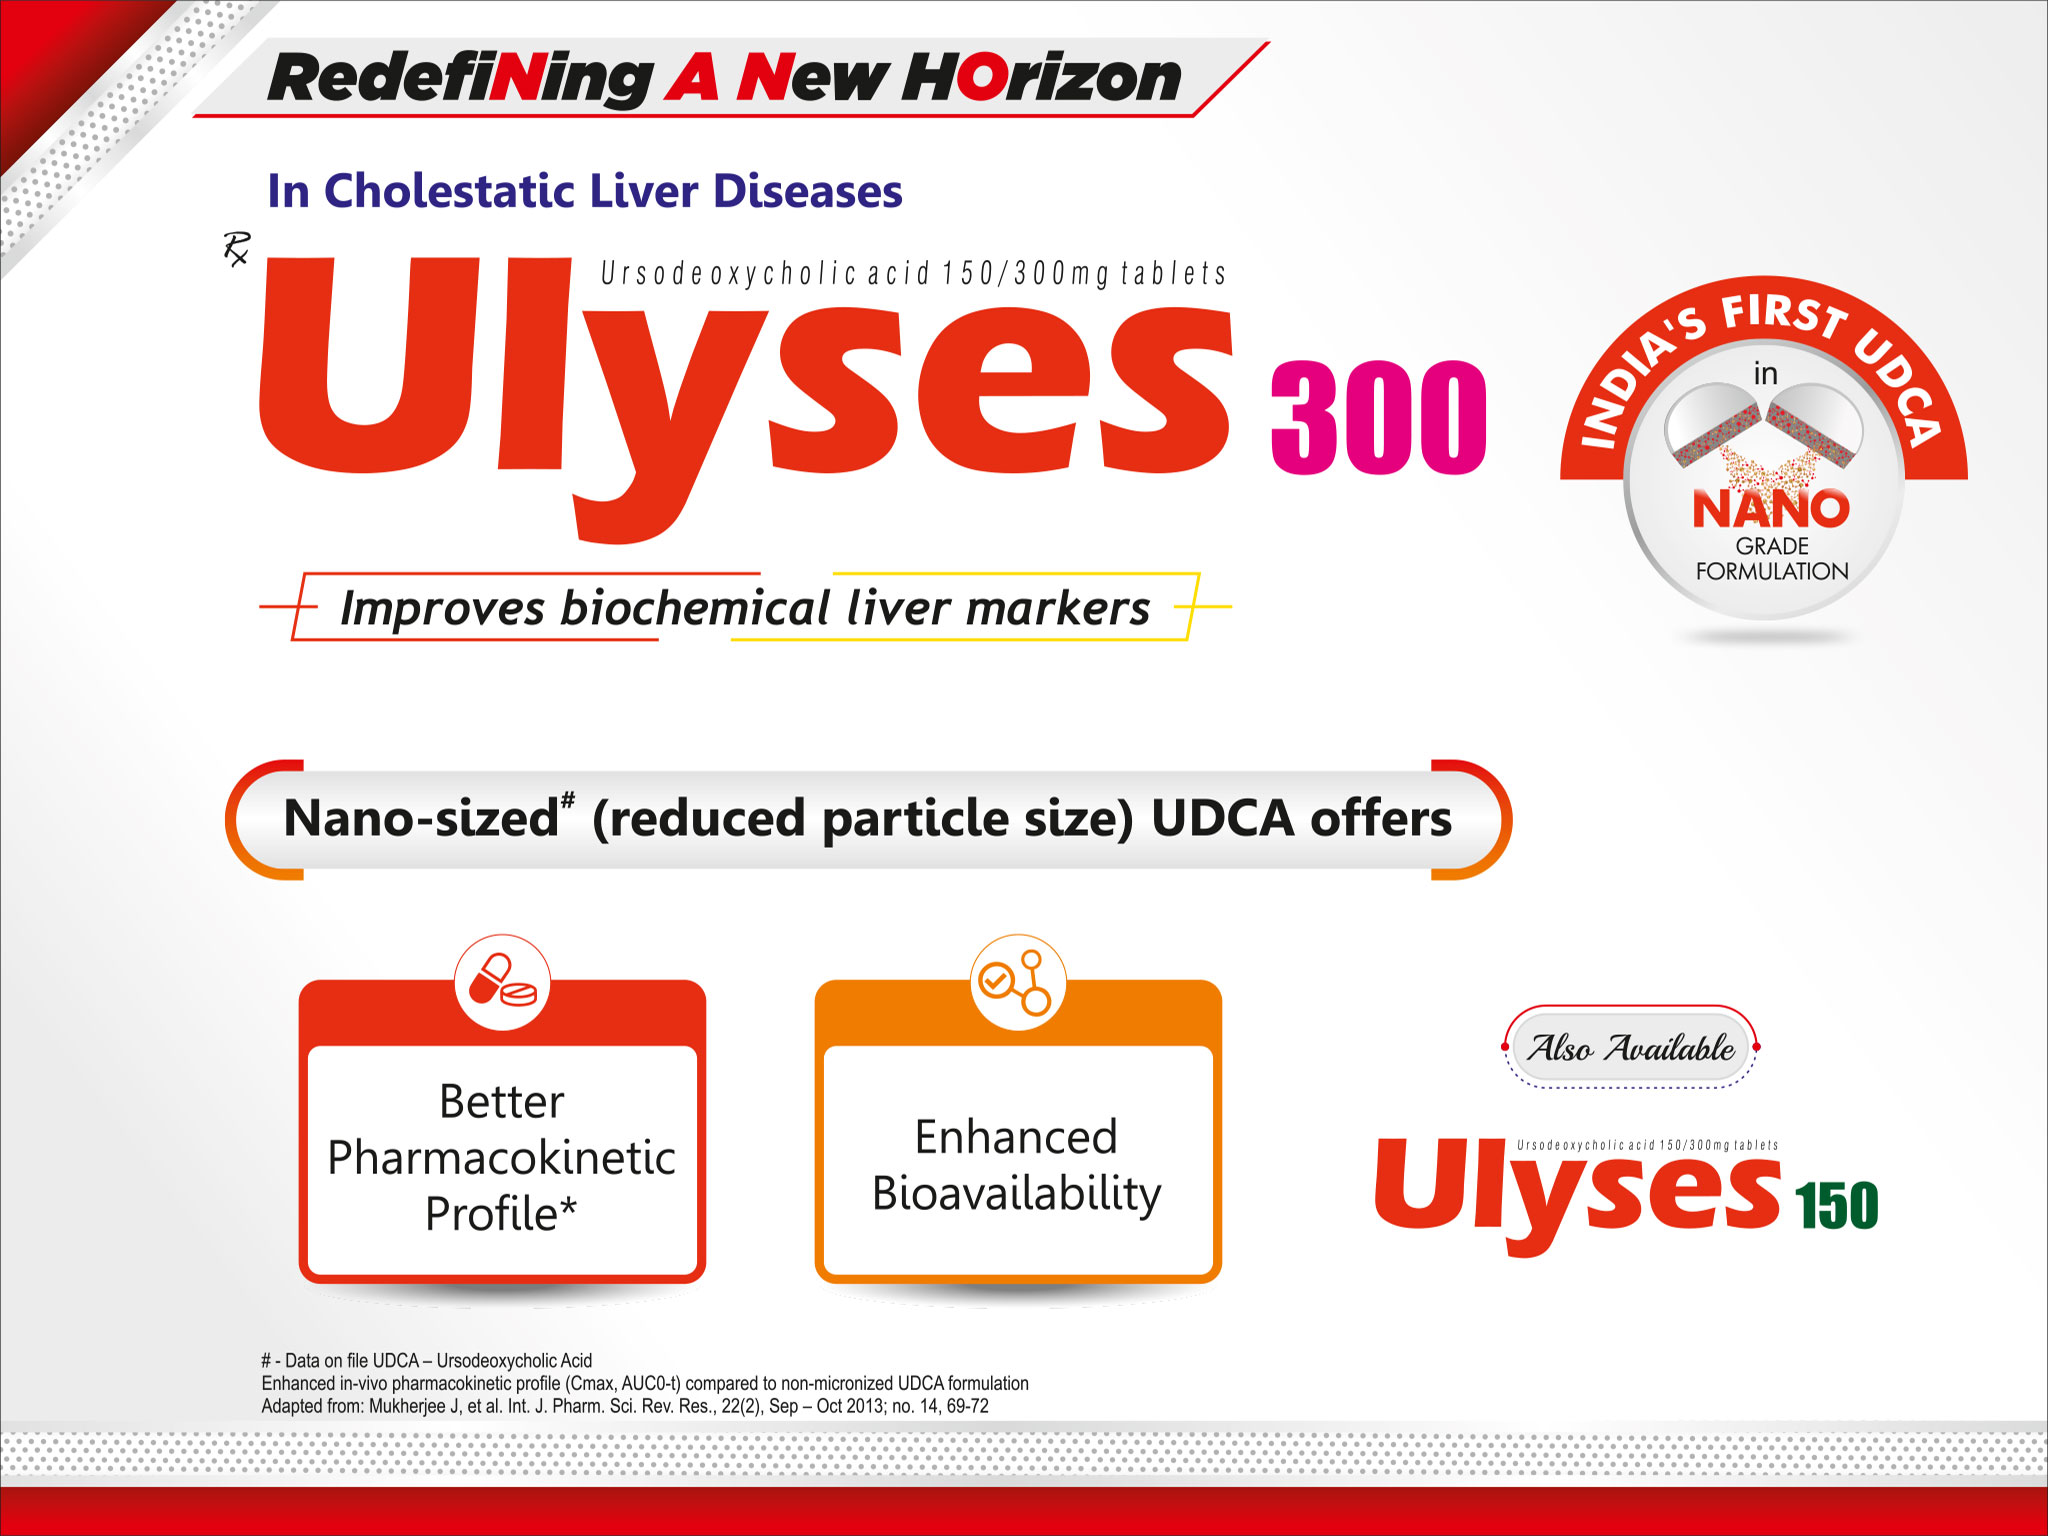 RedefiNing A New HOrizon
In Cholestatic Liver Diseases
Rx
Ursodeoxycholic acid 150/300mg tablets
Ulyses 300
INDIA'S FIRST UDCA
in
NANO
GRADE
FORMULATION
Improves biochemical liver markers
Nano-sized# (reduced particle size) UDCA offers
Better
Pharmacokinetic
Profile*
Enhanced
Bioavailability
Also Available
Ursodeoxycholic acid 150/300mg tablets
Ulyses 150
# - Data on file UDCA – Ursodeoxycholic Acid
Enhanced in-vivo pharmacokinetic profile (Cmax, AUC0-t) compared to non-micronized UDCA formulation
Adapted from: Mukherjee J, et al. Int. J. Pharm. Sci. Rev. Res., 22(2), Sep – Oct 2013; no. 14, 69-72